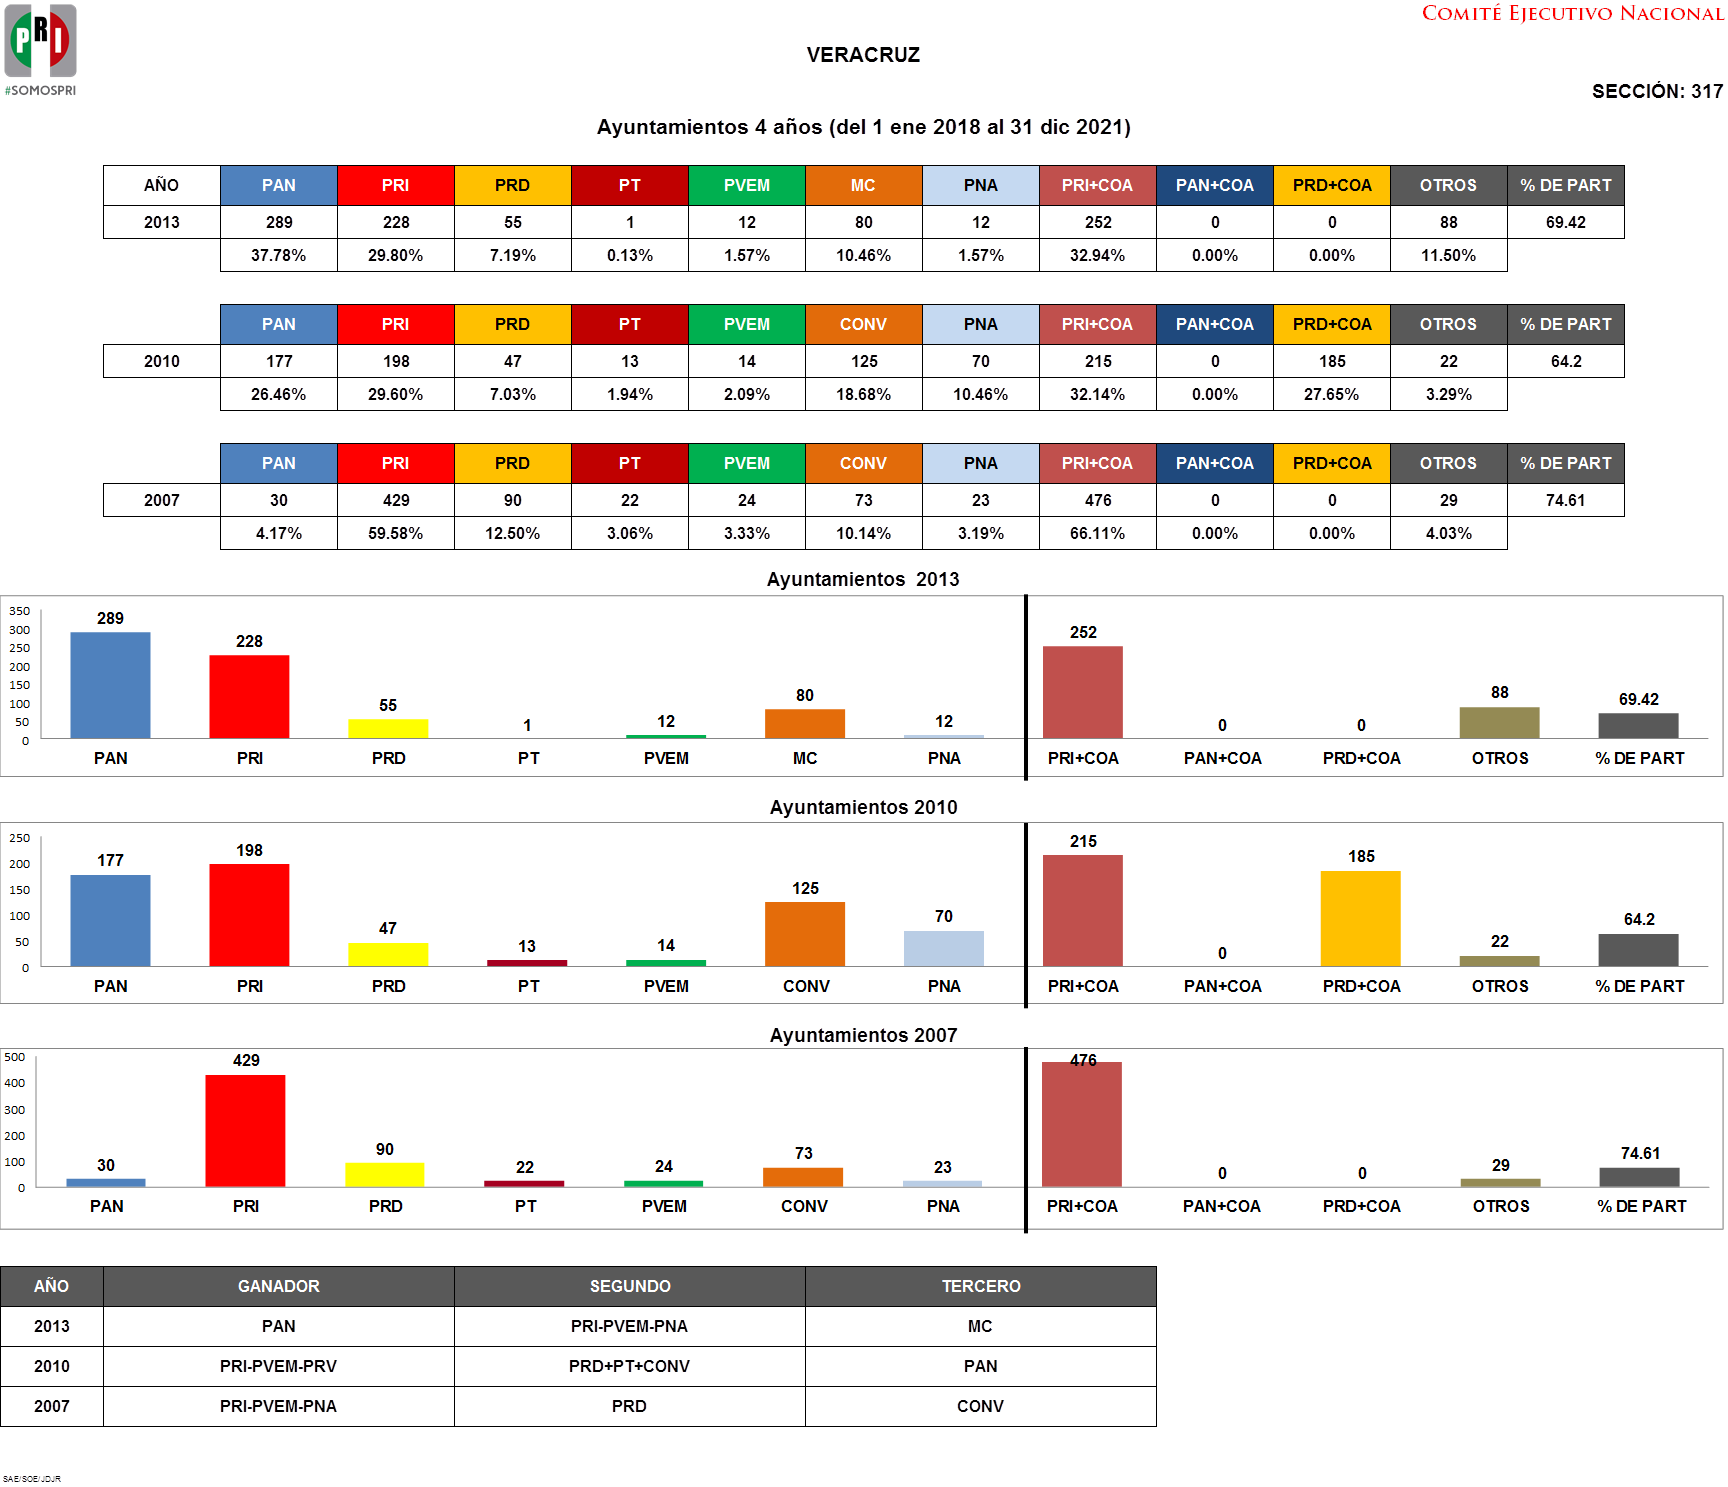 PRI
#SOMOSPRI
COMITÉ EJECUTIVO NACIONAL
VERACRUZ
SECCIÓN: 317
Ayuntamientos 4 años (del 1 ene 2018 al 31 dic 2021)
AÑO PAN PRI PRD PT PVEM MC PNA PRI+COA PAN+COA PRD+COA OTROS % DE PART
2013 289 228 55 1 12 80 12 252 0 0 88 69.42
37.78% 29.80% 7.19% 0.13% 1.57% 10.46% 1.57% 32.94% 0.00% 0.00% 11.50%
PAN PRI PRD PT PVEM CONV PNA PRI+COA PAN+COA PRD+COA OTROS % DE PART
2010 177 198 47 13 14 125 70 215 0 185 22 64.2
26.46% 29.60% 7.03% 1.94% 2.09% 18.68% 10.46% 32.14% 0.00% 27.65% 3.29%
PAN PRI PRD PT PVEM CONV PNA PRI+COA PAN+COA PRD+COA OTROS % DE PART
2007 30 429 90 22 24 73 23 476 0 0 29 74.61
4.17% 59.58% 12.50% 3.06% 3.33% 10.14% 3.19% 66.11% 0.00% 0.00% 4.03%
Ayuntamientos 2013
350
300
250
200
150
100
50
0
289 228 55 1 12 80 12 252 0 0 88 69.42
PAN PRI PRD PT PVEM MC PNA PRI+COA PAN+COA PRD+COA OTROS % DE PART
Ayuntamientos 2010
250
200
150
100
50
0
177 198 47 13 14 125 70 215 0 185 22 64.2
PAN PRI PRD PT PVEM CONV PNA PRI+COA PAN+COA PRD+COA OTROS % DE PART
Ayuntamientos 2007
500
400
300
200
100
0
30 429 90 22 24 73 23 476 0 0 29 74.61
PAN PRI PRD PT PVEM CONV PNA PRI+COA PAN+COA PRD+COA OTROS % DE PART
AÑO GANADOR SEGUNDO TERCERO
2013 PAN PRI-PVEM-PNA MC
2010 PRI-PVEM-PRV PRD+PT+CONV PAN
2007 PRI-PVEM-PNA PRD CONV
SAE/SOE/JDJR